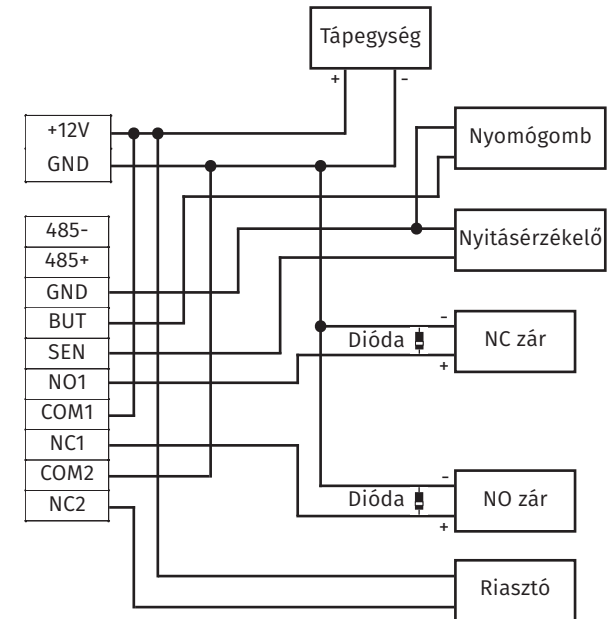 Tápegység
+ -
+12V
GND
Nyomógomb
485-
485+
GND
BUT
SEN
NO1
COM1
NC1
COM2
NC2
Nyitásérzékelő
-
Dióda
NC zár
+
-
Dióda
NO zár
+
Riasztó